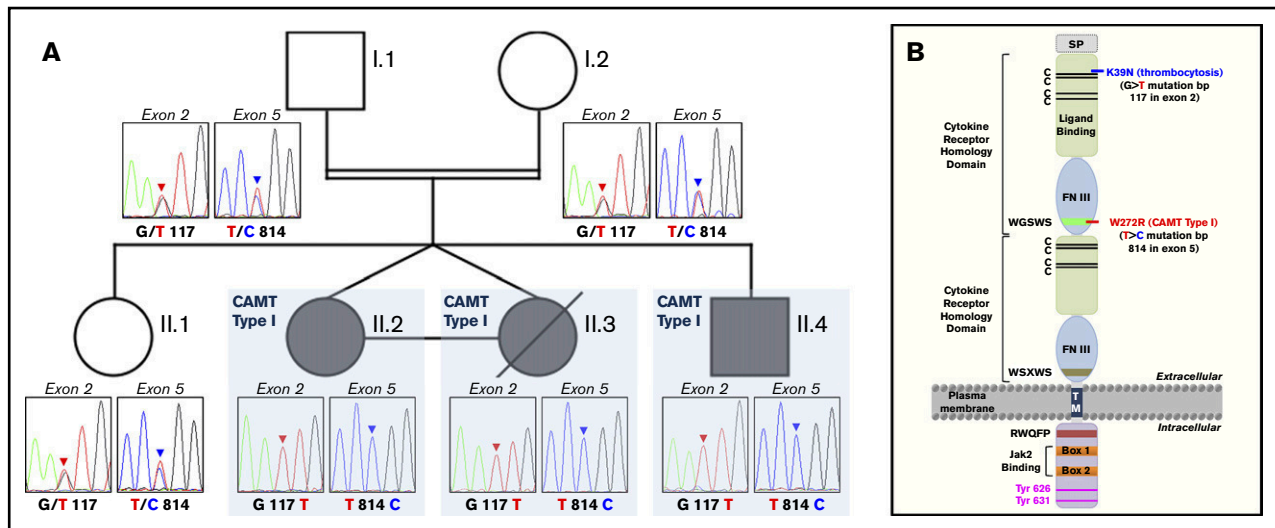 A
I.1
I.2
Exon 2
Exon 5
G/T 117
T/C 814
Exon 2
Exon 5
G/T 117
T/C 814
II.1
Exon 2
Exon 5
G/T 117
T/C 814
CAMT
Type I
II.2
Exon 2
Exon 5
G 117 T
T 814 C
CAMT
Type I
II.3
Exon 2
Exon 5
G 117 T
T 814 C
CAMT
Type I
II.4
Exon 2
Exon 5
G 117 T
T 814 C
B
SP
C
C
C
C
K39N (thrombocytosis)
(G>T mutation bp
117 in exon 2)
Ligand
Binding
Cytokine
Receptor
Homology
Domain
FN III
WGSWS
W272R (CAMT Type I)
(T>C mutation bp
814 in exon 5)
C
C
C
C
Cytokine
Receptor
Homology
Domain
FN III
WSXWS
Extracellular
Plasma
membrane
T
M
Intracellular
RWQFP
Jak2
Binding
Box 1
Box 2
Tyr 626
Tyr 631